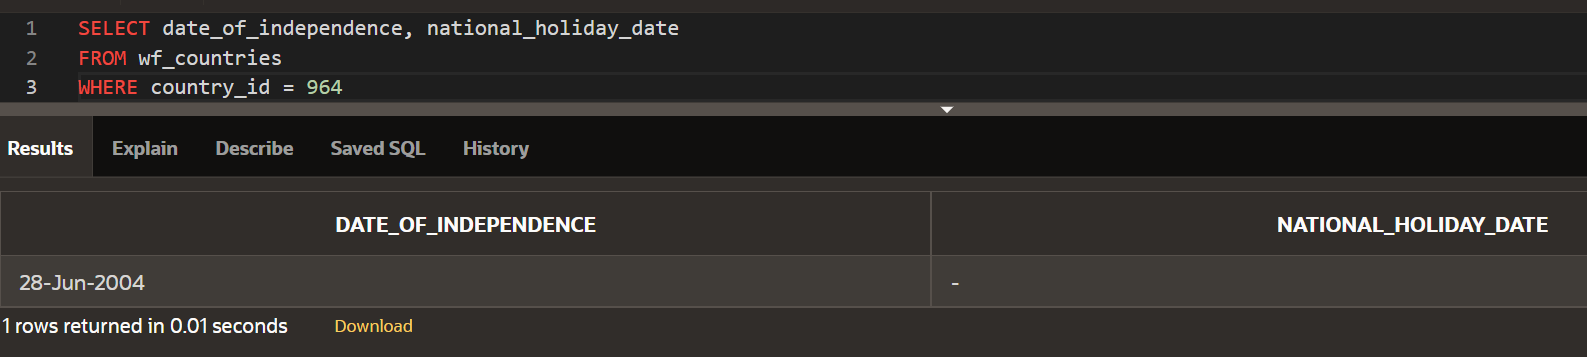 1 SELECT date_of_independence, national_holiday_date
2 FROM wf_countries
3 WHERE country_id = 964
Results Explain Describe Saved SQL History
DATE_OF_INDEPENDENCE NATIONAL_HOLIDAY_DATE
28-Jun-2004 -
1 rows returned in 0.01 seconds Download